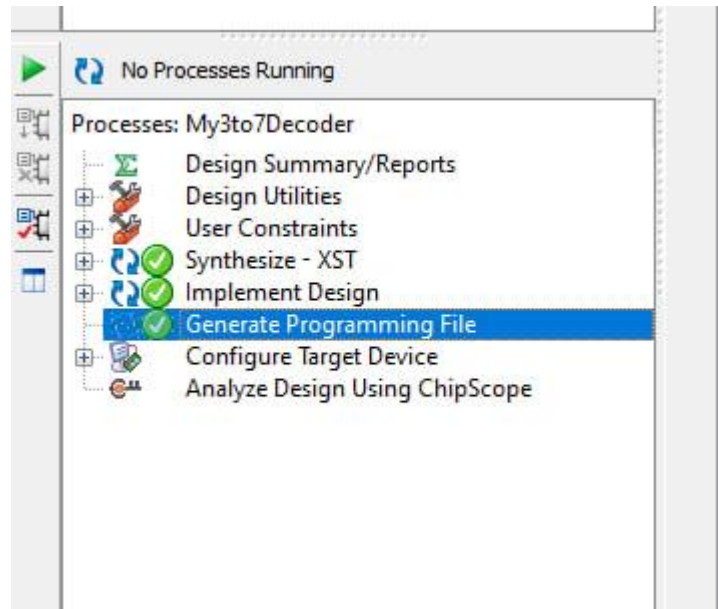 No Processes Running
Processes: My3to7Decoder
Design Summary/Reports
Design Utilities
User Constraints
Synthesize - XST
Implement Design
Generate Programming File
Configure Target Device
Analyze Design Using ChipScope